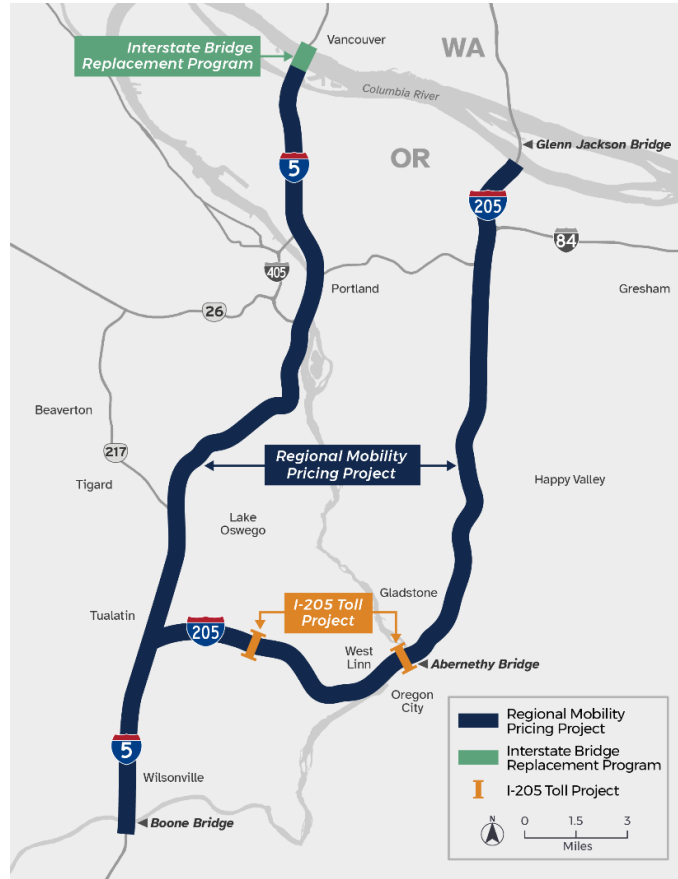 Vancouver
WA
Interstate Bridge
Replacement Program
Columbia River
Glenn Jackson Bridge
OR
5
205
84
405
Portland
Gresham
26
Beaverton
217
Regional Mobility
Pricing Project
Tigard
Happy Valley
Lake
Oswego
Gladstone
I-205 Toll
Project
Tualatin
205
West
Linn
Abernethy Bridge
Oregon
City
5
Wilsonville
Boone Bridge
Regional Mobility
Pricing Project
Interstate Bridge
Replacement Program
I-205 Toll Project
N
0 1.5 3
Miles